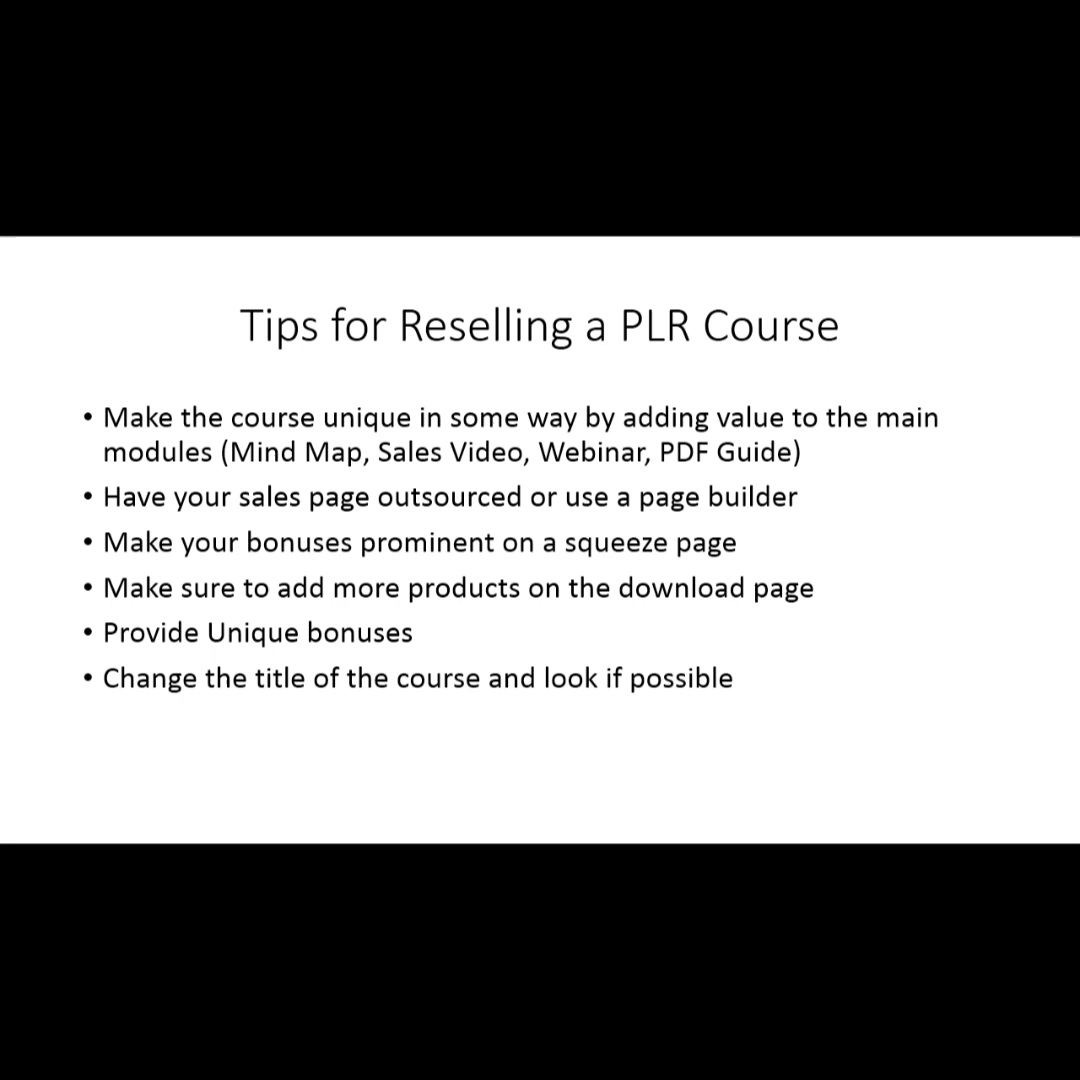 Tips for Reselling a PLR Course
• Make the course unique in some way by adding value to the main
modules (Mind Map, Sales Video, Webinar, PDF Guide)
• Have your sales page outsourced or use a page builder
• Make your bonuses prominent on a squeeze page
• Make sure to add more products on the download page
• Provide Unique bonuses
• Change the title of the course and look if possible